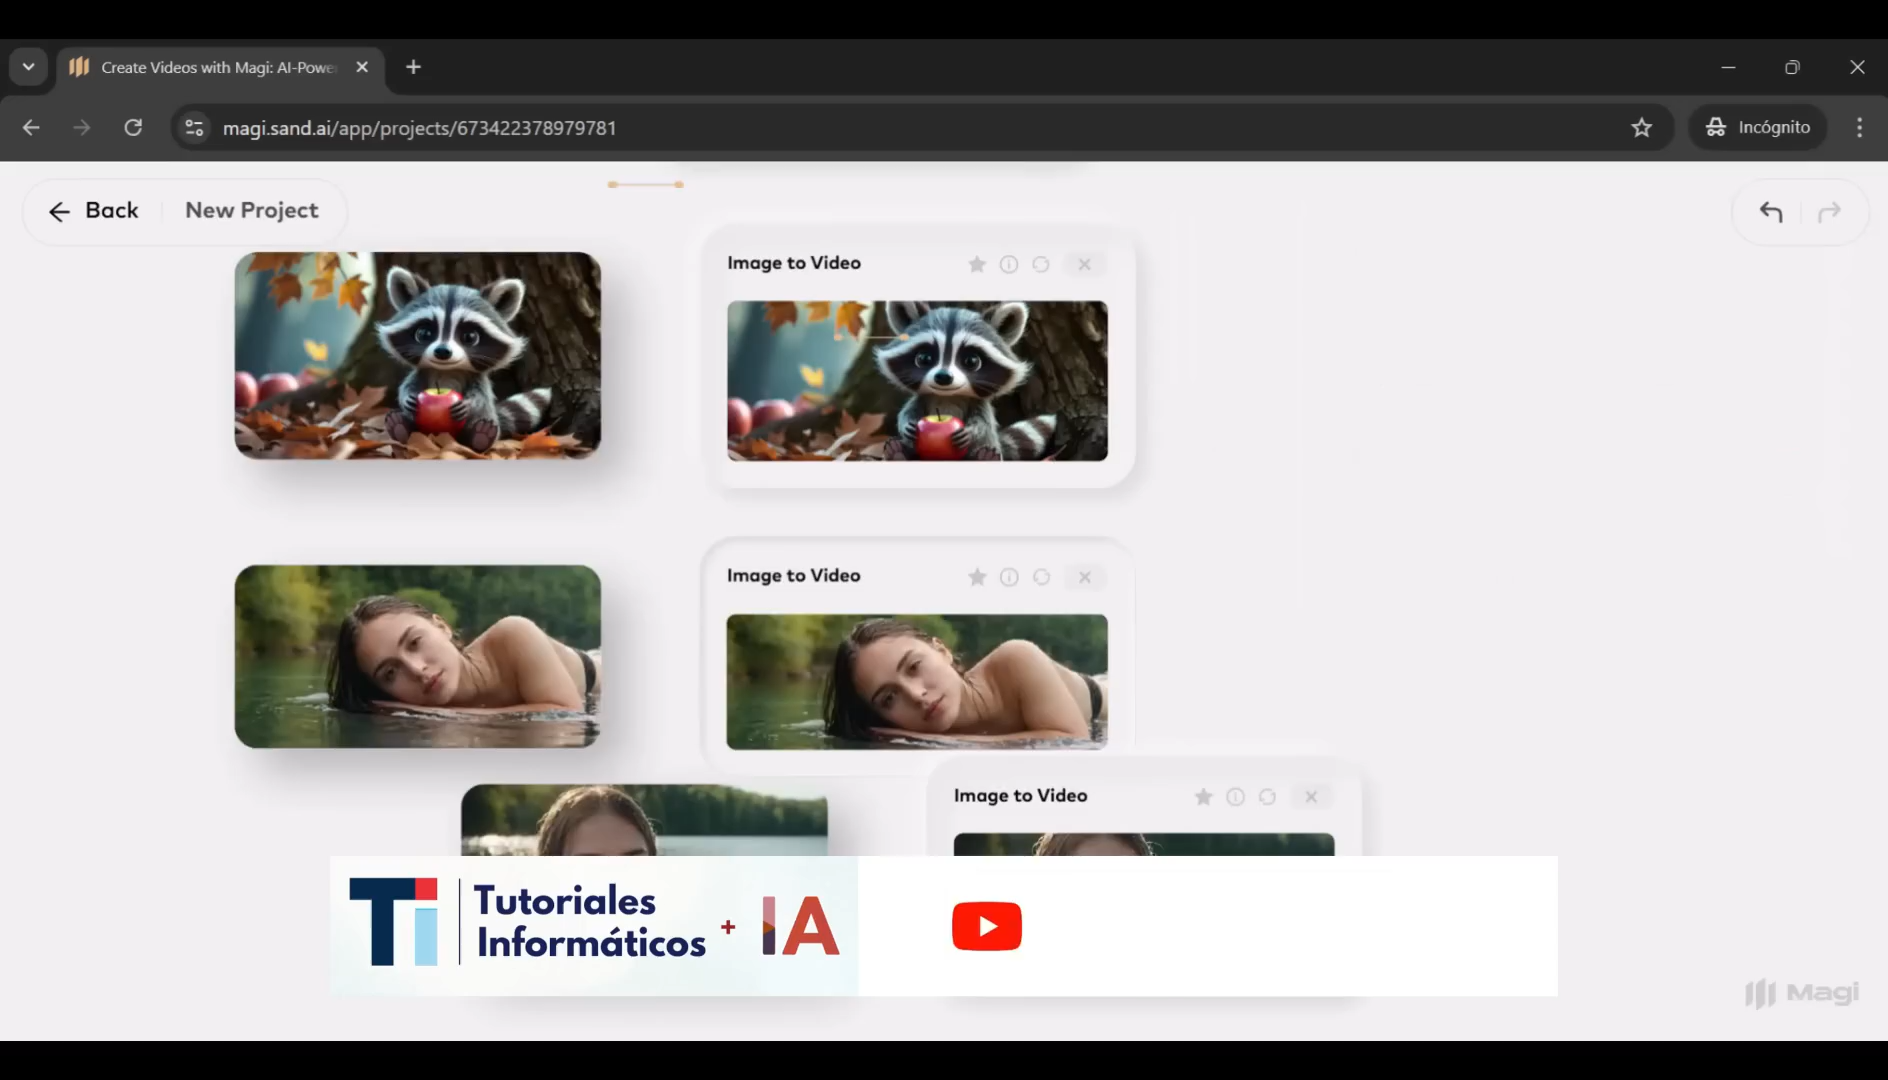 Create Videos with Magi: AI-Powe
magi.sand.ai/app/projects/673422378979781
Incógnito
Back
New Project
Image to Video
Image to Video
Image to Video
Ti
Tutoriales
Informáticos
+ IA
Magi